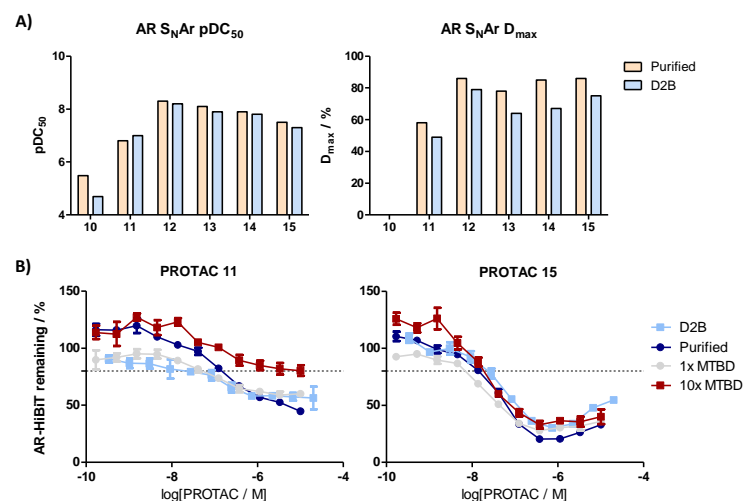 A)
AR SNAr pDC50
AR SNAr Dmax
10
8
6
4
pDC50
10 11 12 13 14 15
100
80
60
40
20
0
Dmax / %
10 11 12 13 14 15
Purified
D2B
B)
PROTAC 11
PROTAC 15
150
100
50
0
AR-HiBiT remaining / %
-10 -8 -6 -4
log[PROTAC / M]
150
100
50
0
-10 -8 -6 -4
log[PROTAC / M]
D2B
Purified
1x MTBD
10x MTBD